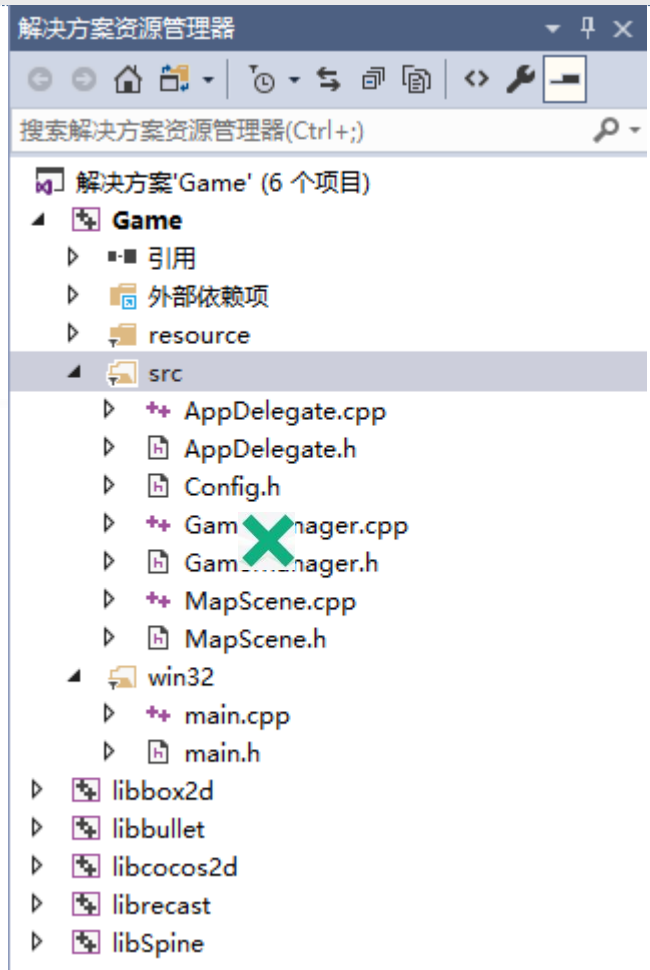 解决方案资源管理器
搜索解决方案资源管理器(Ctrl+;)
解决方案'Game' (6 个项目)
Game
引用
外部依赖项
resource
src
AppDelegate.cpp
AppDelegate.h
Config.h
MapScene.cpp
MapScene.h
win32
main.cpp
main.h
libbox2d
libbullet
libcocos2d
librecast
libSpine